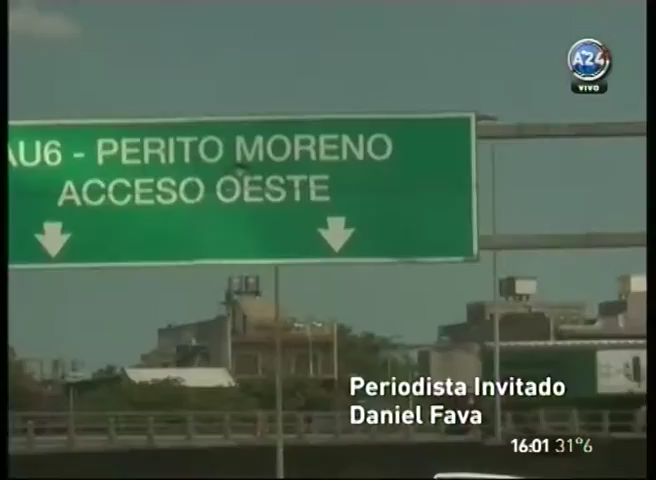 A24
VIVO
AU6 - PERITO MORENO
ACCESO OESTE
Periodista Invitado
Daniel Fava
16:01 31°6